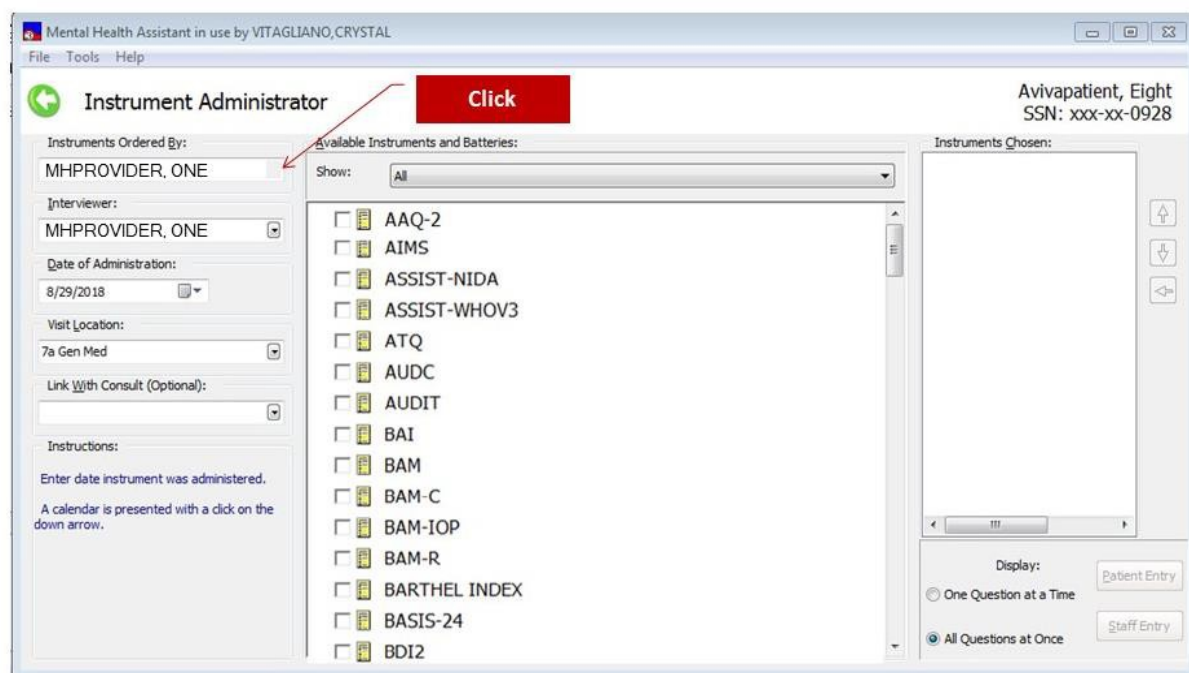 Mental Health Assistant in use by VITAGLIANO,CRYSTAL
File Tools Help
Instrument Administrator
Click
Avivapatient, Eight
SSN: xxx-xx-0928
Instruments Ordered By:
MHPROVIDER, ONE
Interviewer:
MHPROVIDER, ONE
Date of Administration:
8/29/2018
Visit Location:
7a Gen Med
Link With Consult (Optional):
Instructions:
Enter date instrument was administered.
A calendar is presented with a click on the
down arrow.
Available Instruments and Batteries:
Show: All
AAQ-2
AIMS
ASSIST-NIDA
ASSIST-WHOV3
ATQ
AUDC
AUDIT
BAI
BAM
BAM-C
BAM-IOP
BAM-R
BARTHEL INDEX
BASIS-24
BDI2
Instruments Chosen:
Display:
One Question at a Time
All Questions at Once
Patient Entry
Staff Entry